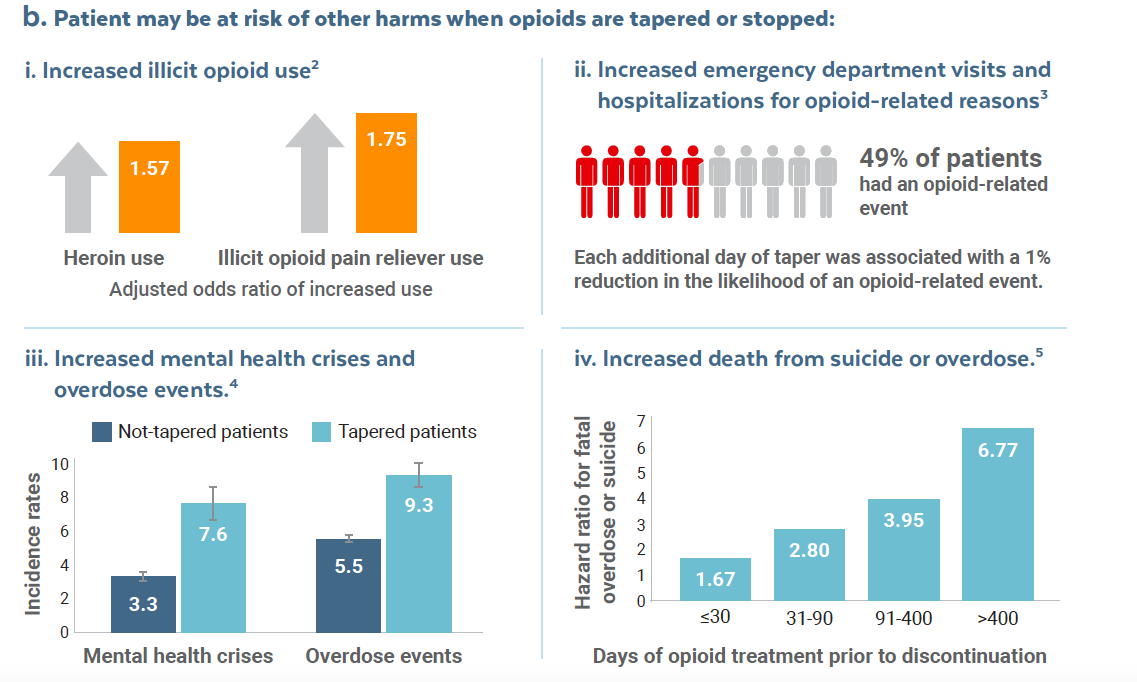 b. Patient may be at risk of other harms when opioids are tapered or stopped:
i. Increased illicit opioid use²
1.57
1.75
Heroin use
Illicit opioid pain reliever use
Adjusted odds ratio of increased use
ii. Increased emergency department visits and
hospitalizations for opioid-related reasons³
49% of patients
had an opioid-related
event
Each additional day of taper was associated with a 1%
reduction in the likelihood of an opioid-related event.
iii. Increased mental health crises and
overdose events.⁴
Not-tapered patients
Tapered patients
Incidence rates
10
8
6
4
2
0
3.3
7.6
5.5
9.3
Mental health crises
Overdose events
iv. Increased death from suicide or overdose.⁵
Hazard ratio for fatal
overdose or suicide
7
6
5
4
3
2
1
0
1.67
2.80
3.95
6.77
≤30
31-90
91-400
>400
Days of opioid treatment prior to discontinuation